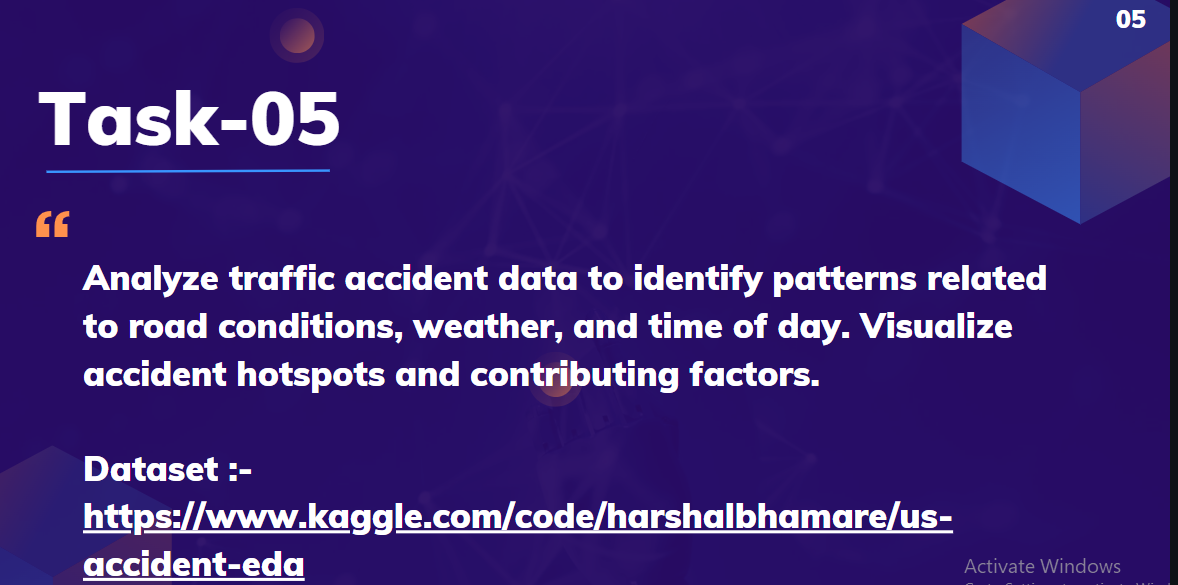 05
Task-05
“
Analyze traffic accident data to identify patterns related
to road conditions, weather, and time of day. Visualize
accident hotspots and contributing factors.
Dataset :-
https://www.kaggle.com/code/harshalbhamare/us-
accident-eda
Activate Windows